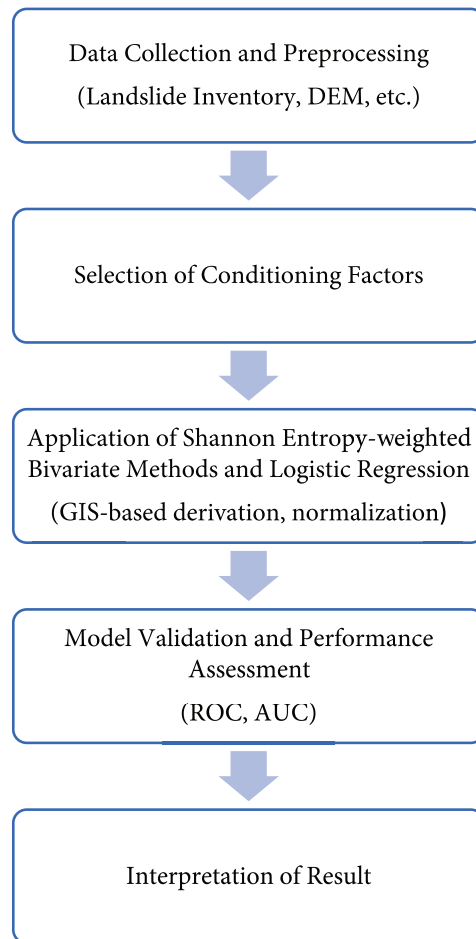 Data Collection and Preprocessing
(Landslide Inventory, DEM, etc.)
Selection of Conditioning Factors
Application of Shannon Entropy-weighted
Bivariate Methods and Logistic Regression
(GIS-based derivation, normalization)
Model Validation and Performance
Assessment
(ROC, AUC)
Interpretation of Result